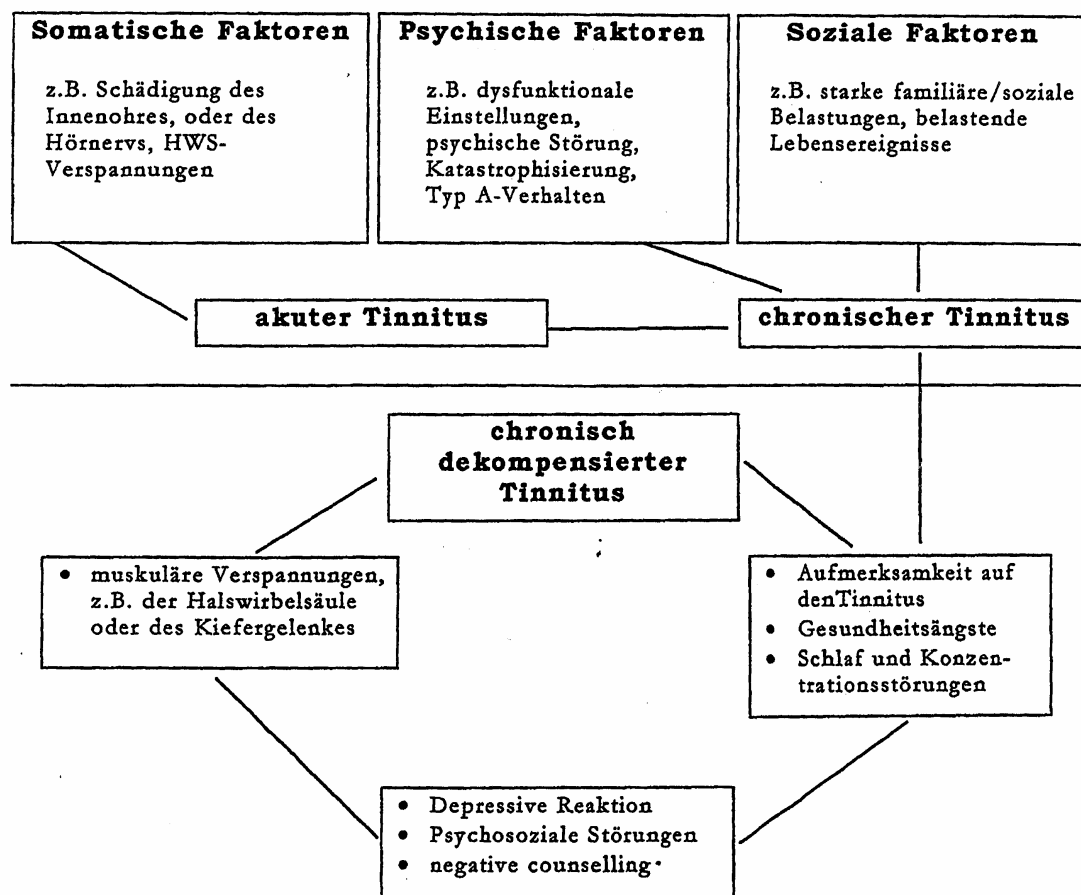 Somatische Faktoren
z.B. Schädigung des
Innenohres, oder des
Hörnervs, HWS-
Verspannungen
Psychische Faktoren
z.B. dysfunktionale
Einstellungen,
psychische Störung,
Katastrophisierung,
Typ A-Verhalten
Soziale Faktoren
z.B. starke familiäre/soziale
Belastungen, belastende
Lebensereignisse
akuter Tinnitus
chronischer Tinnitus
chronisch
dekompensierter
Tinnitus
• muskuläre Verspannungen,
z.B. der Halswirbelsäule
oder des Kiefergelenkes
• Aufmerksamkeit auf
denTinnitus
• Gesundheitsängste
• Schlaf und Konzen-
trationsstörungen
• Depressive Reaktion
• Psychosoziale Störungen
• negative counselling